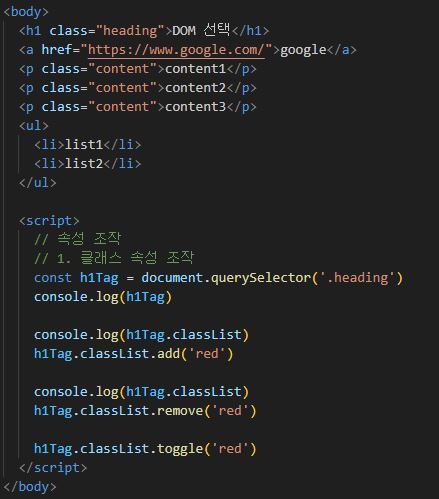 <body>
<h1 class="heading">DOM 선택</h1>
<a href="https://www.google.com/">google</a>
<p class="content">content1</p>
<p class="content">content2</p>
<p class="content">content3</p>
<ul>
<li>list1</li>
<li>list2</li>
</ul>
<script>
// 속성 조작
// 1. 클래스 속성 조작
const h1Tag = document.querySelector('.heading')
console.log(h1Tag)
console.log(h1Tag.classList)
h1Tag.classList.add('red')
console.log(h1Tag.classList)
h1Tag.classList.remove('red')
h1Tag.classList.toggle('red')
</script>
</body>